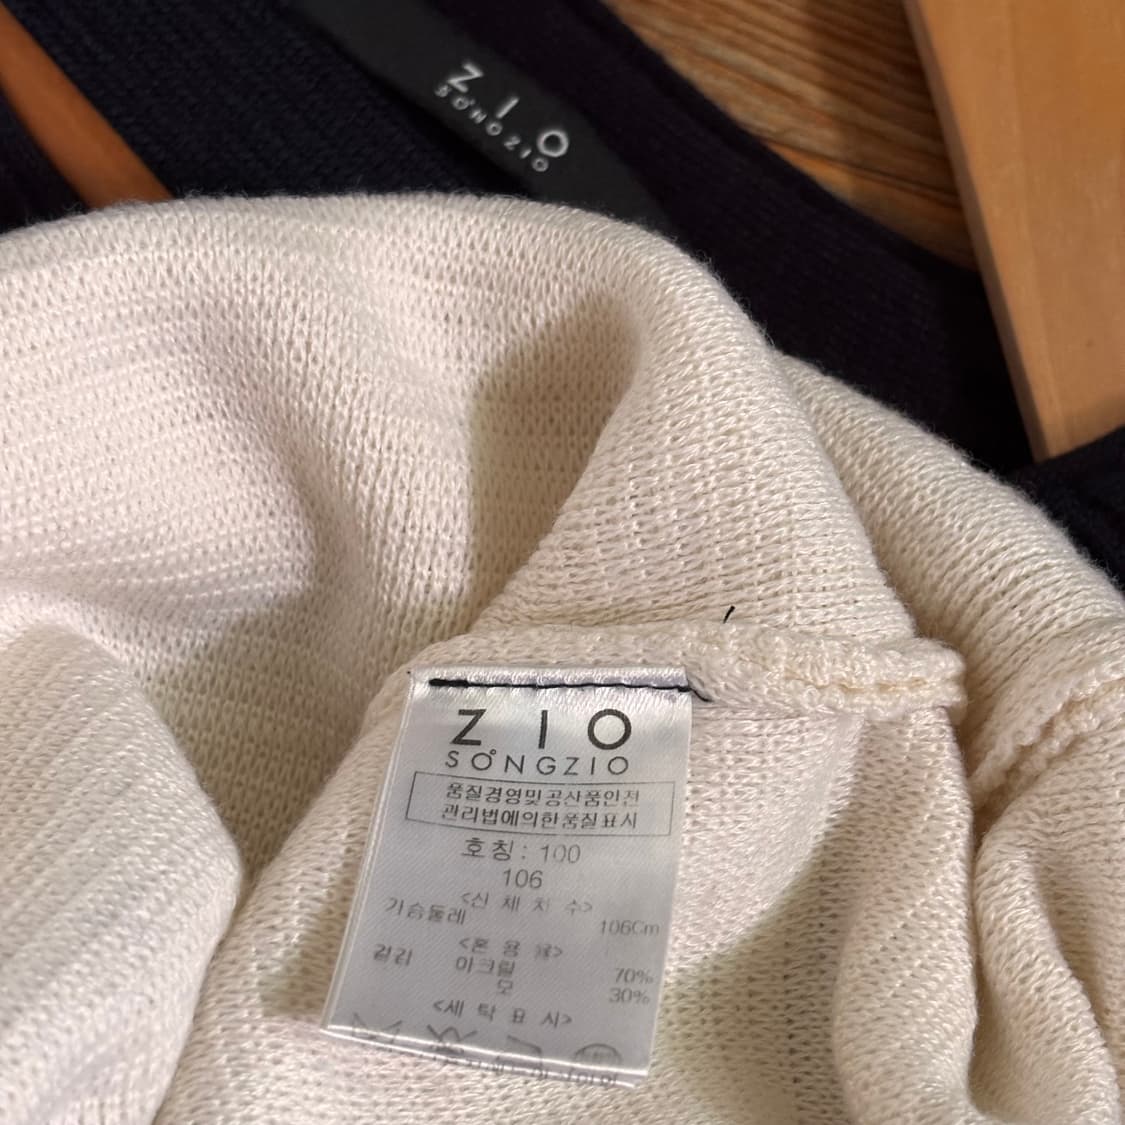 ZIO
SONGZIO
ZIO
SONGZIO
품질경영및공산품안전
관리법에의한품질표시
호칭: 100
106
<신 체 치 수>
가슴둘레 106Cm
<혼 용 율>
겉감 아크릴 70%
모 30%
<세 탁 표 시>